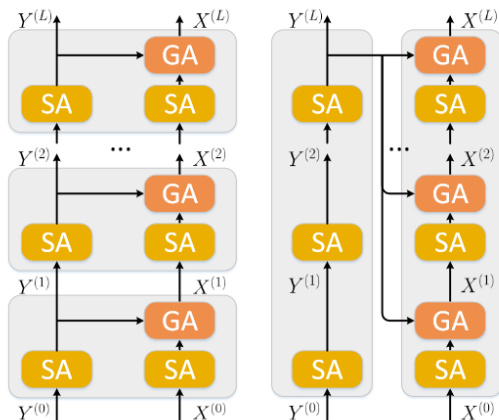 Y^{(L)} X^{(L)} Y^{(L)} X^{(L)}
GA GA
SA SA SA SA
... ...
Y^{(2)} X^{(2)} Y^{(2)} X^{(2)}
GA GA
SA SA SA SA
Y^{(1)} X^{(1)} Y^{(1)} X^{(1)}
GA GA
SA SA SA SA
Y^{(0)} X^{(0)} Y^{(0)} X^{(0)}